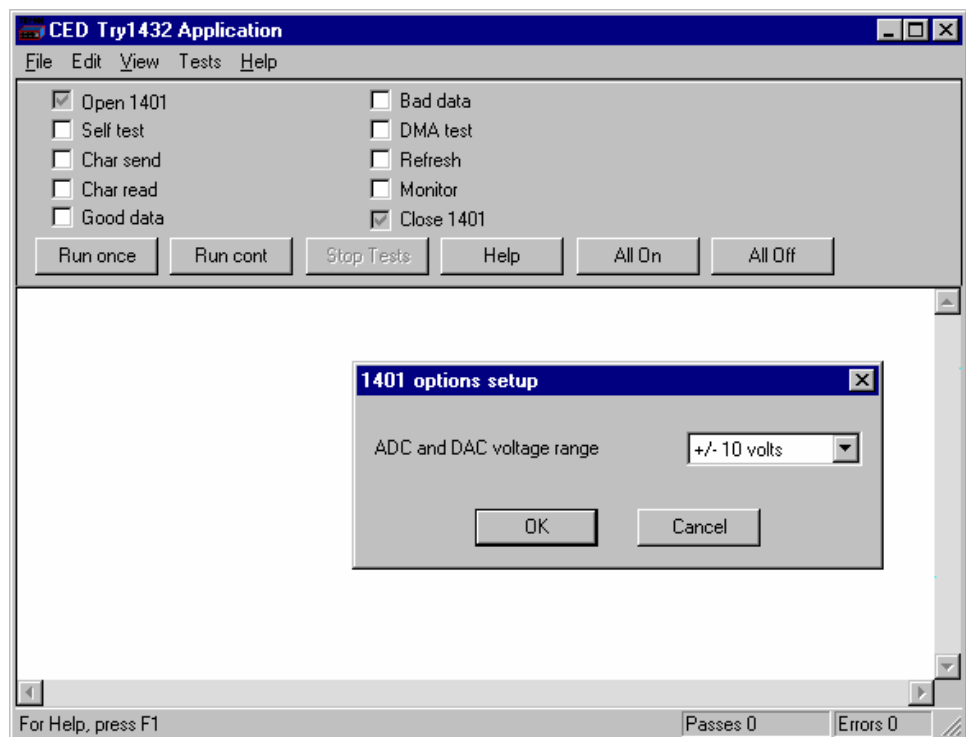 CED Try1432 Application
File Edit View Tests Help
Open 1401 Bad data
Self test DMA test
Char send Refresh
Char read Monitor
Good data Close 1401
Run once Run cont Stop Tests Help All On All Off
1401 options setup
ADC and DAC voltage range +/- 10 volts
OK Cancel
For Help, press F1 Passes 0 Errors 0